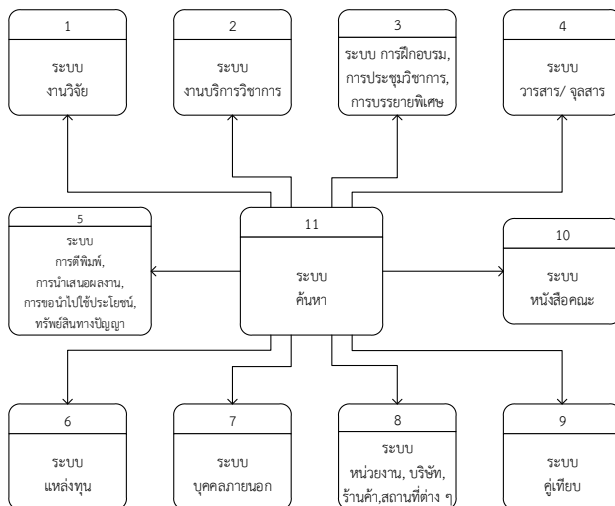 1
ระบบ
งานวิจัย
2
ระบบ
งานบริการวิชาการ
3
ระบบ การฝึกอบรม,
การประชุมวิชาการ,
การบรรยายพิเศษ
4
ระบบ
วารสาร/ จุลสาร
5
ระบบ
การตีพิมพ์,
การนำเสนอผลงาน,
การขอนำไปใช้ประโยชน์,
ทรัพย์สินทางปัญญา
11
ระบบ
ค้นหา
10
ระบบ
หนังสือคณะ
6
ระบบ
แหล่งทุน
7
ระบบ
บุคคลภายนอก
8
ระบบ
หน่วยงาน, บริษัท,
ร้านค้า,สถานที่ต่าง ๆ
9
ระบบ
คู่เทียบ